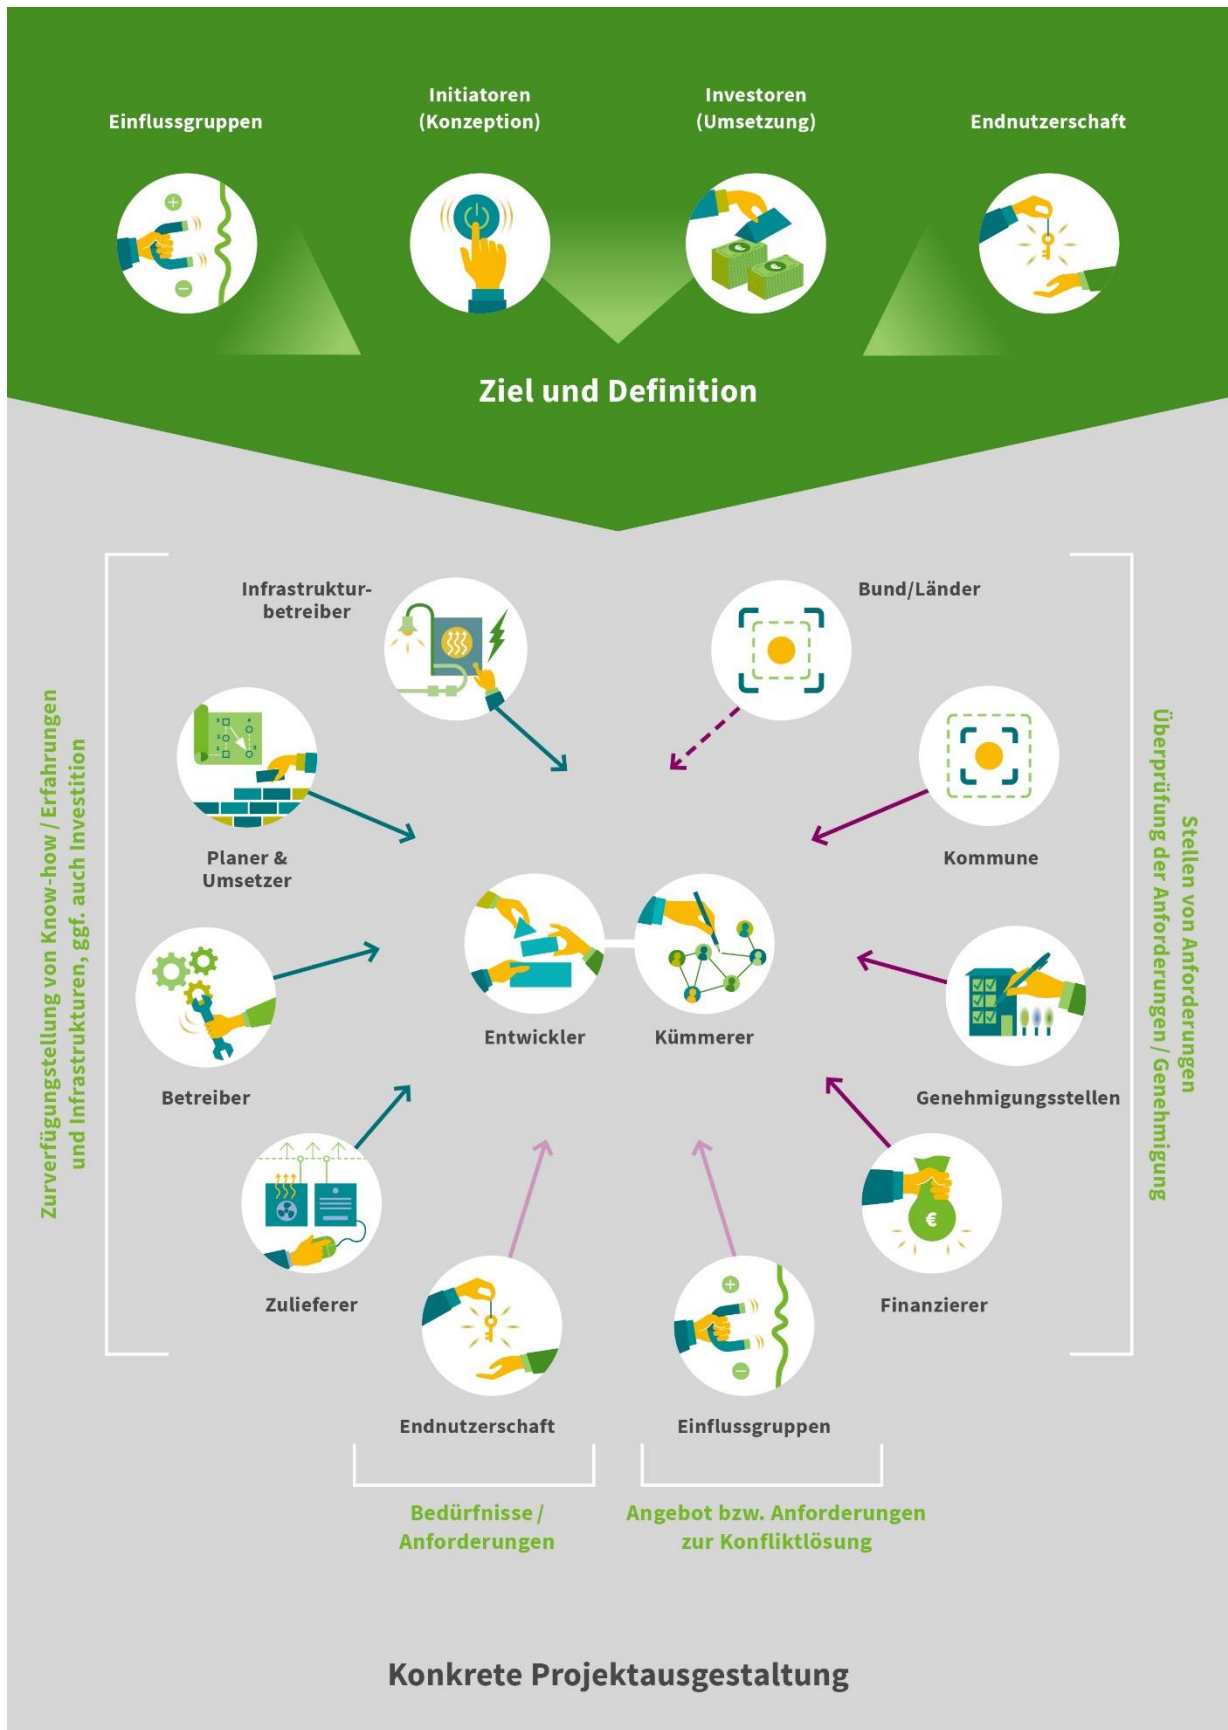 Einflussgruppen
Initiatoren
(Konzeption)
Investoren
(Umsetzung)
Endnutzerschaft
Ziel und Definition
Infrastruktur-
betreiber
Bund/Länder
Planer &
Umsetzer
Kommune
Entwickler
Kümmerer
Betreiber
Genehmigungsstellen
Zulieferer
Finanzierer
€
Endnutzerschaft
Einflussgruppen
Zurverfügungstellung von Know-how / Erfahrungen
und Infrastrukturen, ggf. auch Investition
Stellen von Anforderungen
Überprüfung der Anforderungen / Genehmigung
Bedürfnisse /
Anforderungen
Angebot bzw. Anforderungen
zur Konfliktlösung
Konkrete Projektausgestaltung